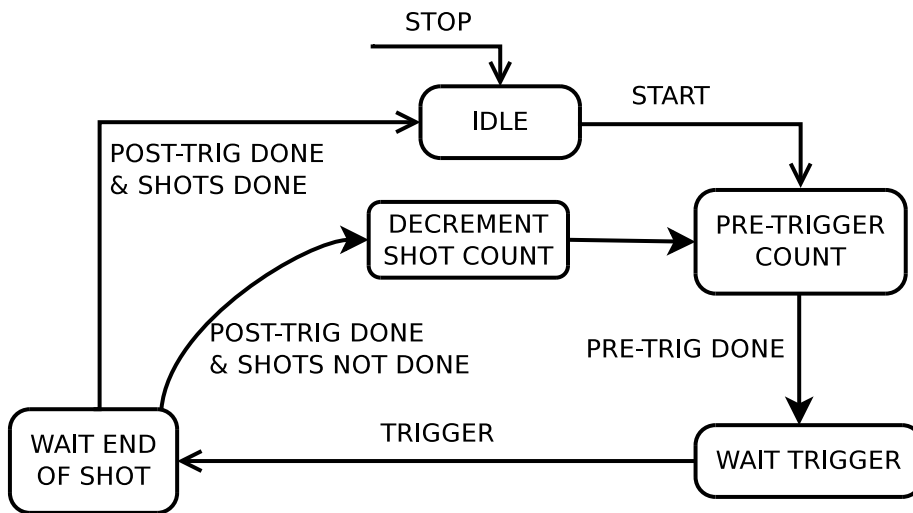 STOP
IDLE
START
POST-TRIG DONE
& SHOTS DONE
DECREMENT
SHOT COUNT
PRE-TRIGGER
COUNT
POST-TRIG DONE
& SHOTS NOT DONE
PRE-TRIG DONE
WAIT END
OF SHOT
TRIGGER
WAIT TRIGGER